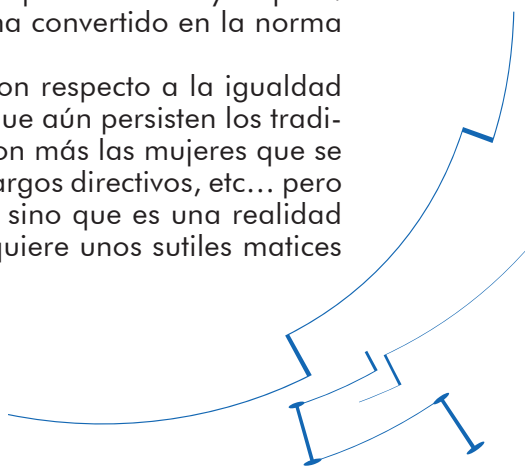 ha convertido en la norma
on respecto a la igualdad
ue aún persisten los tradi-
on más las mujeres que se
argos directivos, etc... pero
sino que es una realidad
quiere unos sutiles matices